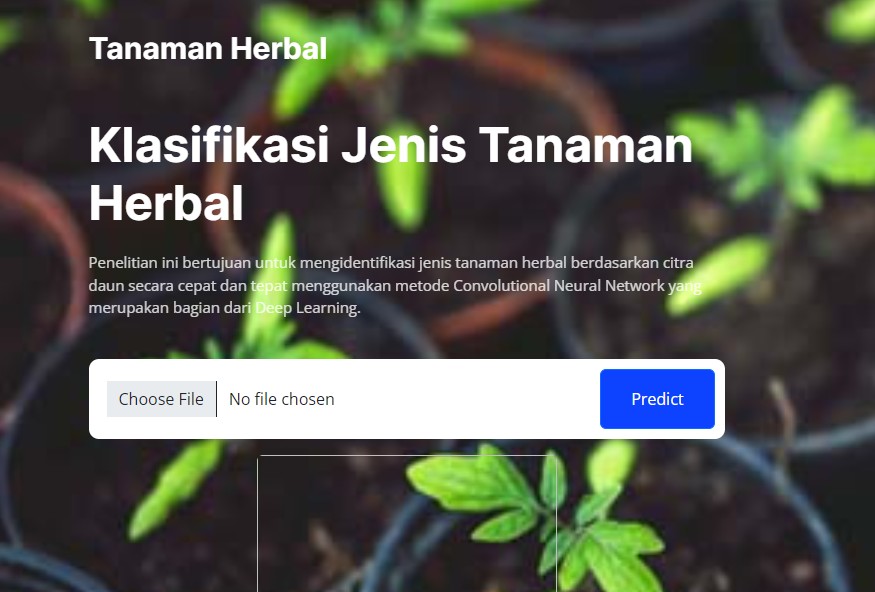 Tanaman Herbal
Klasifikasi Jenis Tanaman
Herbal
Penelitian ini bertujuan untuk mengidentifikasi jenis tanaman herbal berdasarkan citra
daun secara cepat dan tepat menggunakan metode Convolutional Neural Network yang
merupakan bagian dari Deep Learning.
Choose File No file chosen Predict